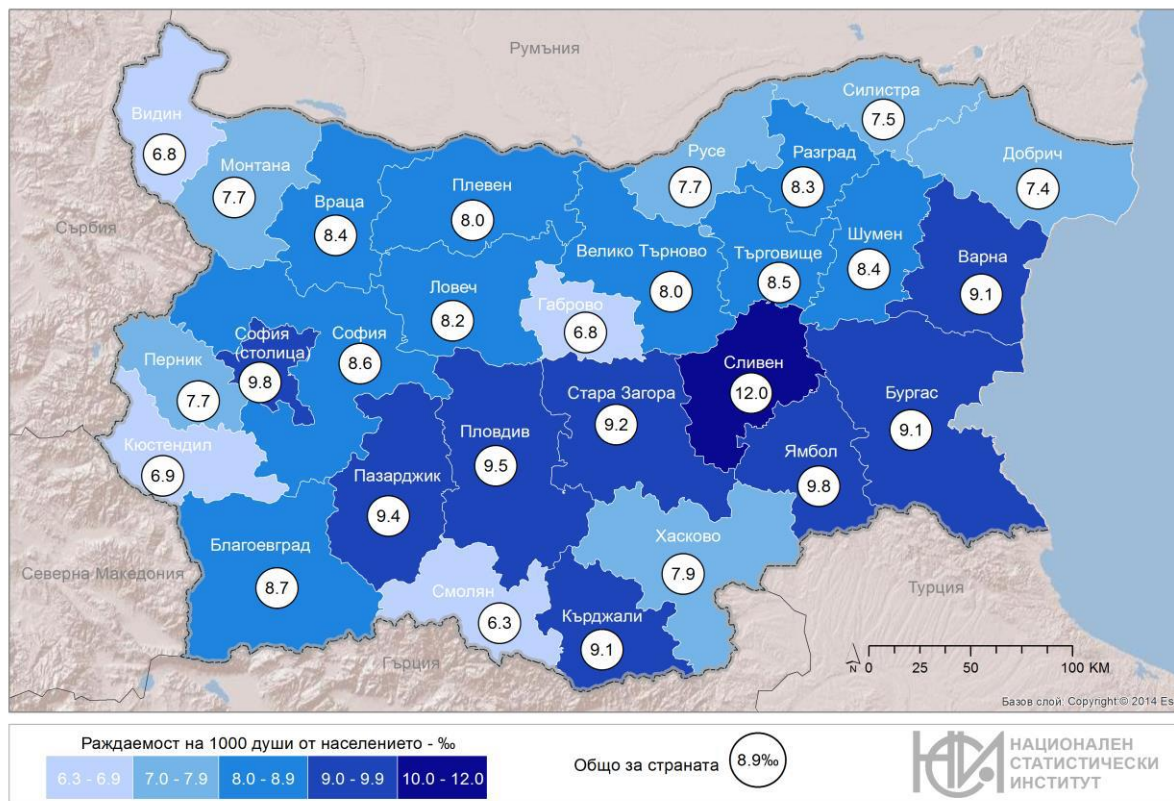 Румъния
Видин
6.8
Монтана
7.7
Враца
8.4
Плевен
8.0
Русе
7.7
Разград
8.3
Силистра
7.5
Добрич
7.4
Сърбия
Ловеч
8.2
Габрово
6.8
Велико Търново
8.0
Търговище
8.5
Шумен
8.4
Варна
9.1
Перник
7.7
София
(столица)
9.8
София
8.6
Сливен
12.0
Стара Загора
9.2
Бургас
9.1
Кюстендил
6.9
Пазарджик
9.4
Пловдив
9.5
Ямбол
9.8
Благоевград
8.7
Хасково
7.9
Северна Македония
Смолян
6.3
Кърджали
9.1
Турция
Гърция
N
0 25 50 100 KM
Базов слой: Copyright © 2014 Es
Раждаемост на 1000 души от населението - ‰
6.3 - 6.9 7.0 - 7.9 8.0 - 8.9 9.0 - 9.9 10.0 - 12.0
Общо за страната 8.9‰
НСИ
НАЦИОНАЛЕН
СТАТИСТИЧЕСКИ
ИНСТИТУТ